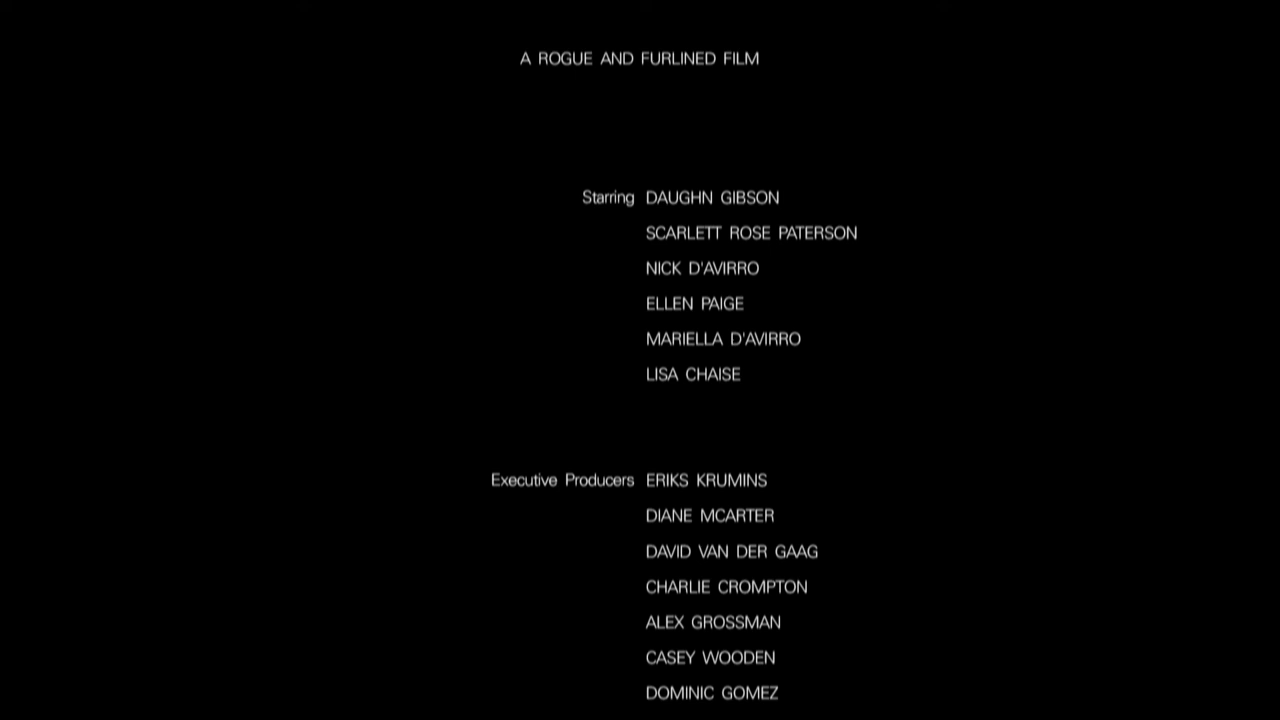 A ROGUE AND FURLINED FILM
Starring DAUGHN GIBSON
SCARLETT ROSE PATERSON
NICK D'AVIRRO
ELLEN PAIGE
MARIELLA D'AVIRRO
LISA CHAISE
Executive Producers ERIKS KRUMINS
DIANE MCARTER
DAVID VAN DER GAAG
CHARLIE CROMPTON
ALEX GROSSMAN
CASEY WOODEN
DOMINIC GOMEZ